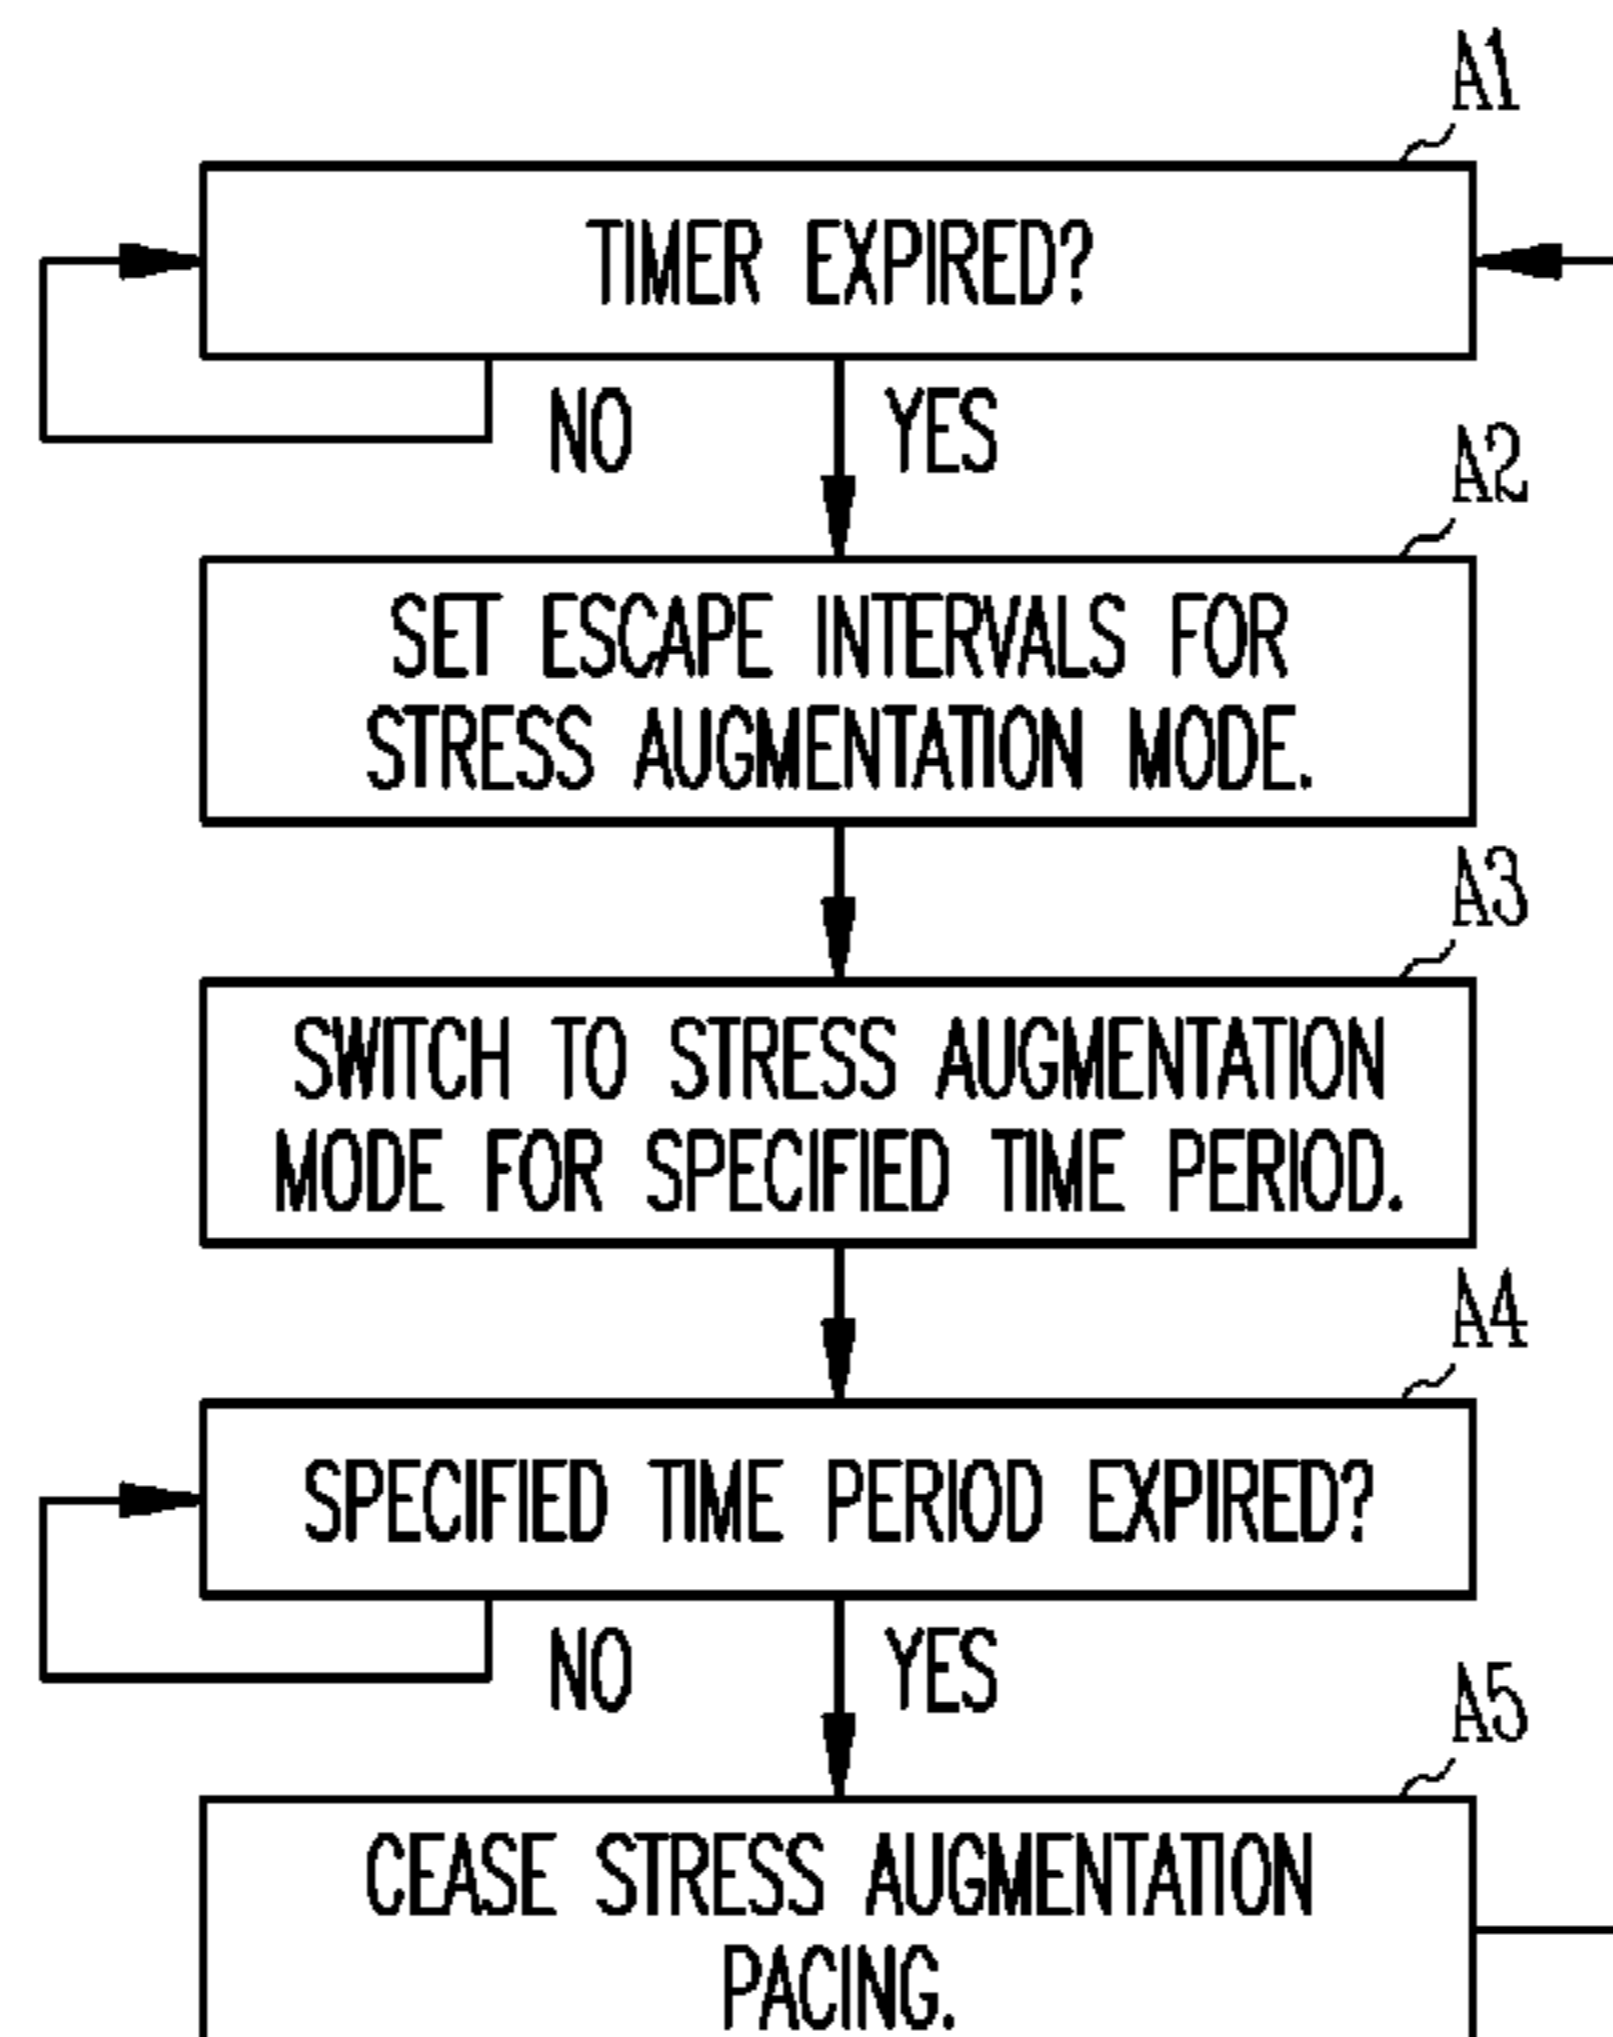 A1
TIMER EXPIRED?
NO
YES
A2
SET ESCAPE INTERVALS FOR
STRESS AUGMENTATION MODE.
A3
SWITCH TO STRESS AUGMENTATION
MODE FOR SPECIFIED TIME PERIOD.
A4
SPECIFIED TIME PERIOD EXPIRED?
NO
YES
A5
CEASE STRESS AUGMENTATION
PACING.